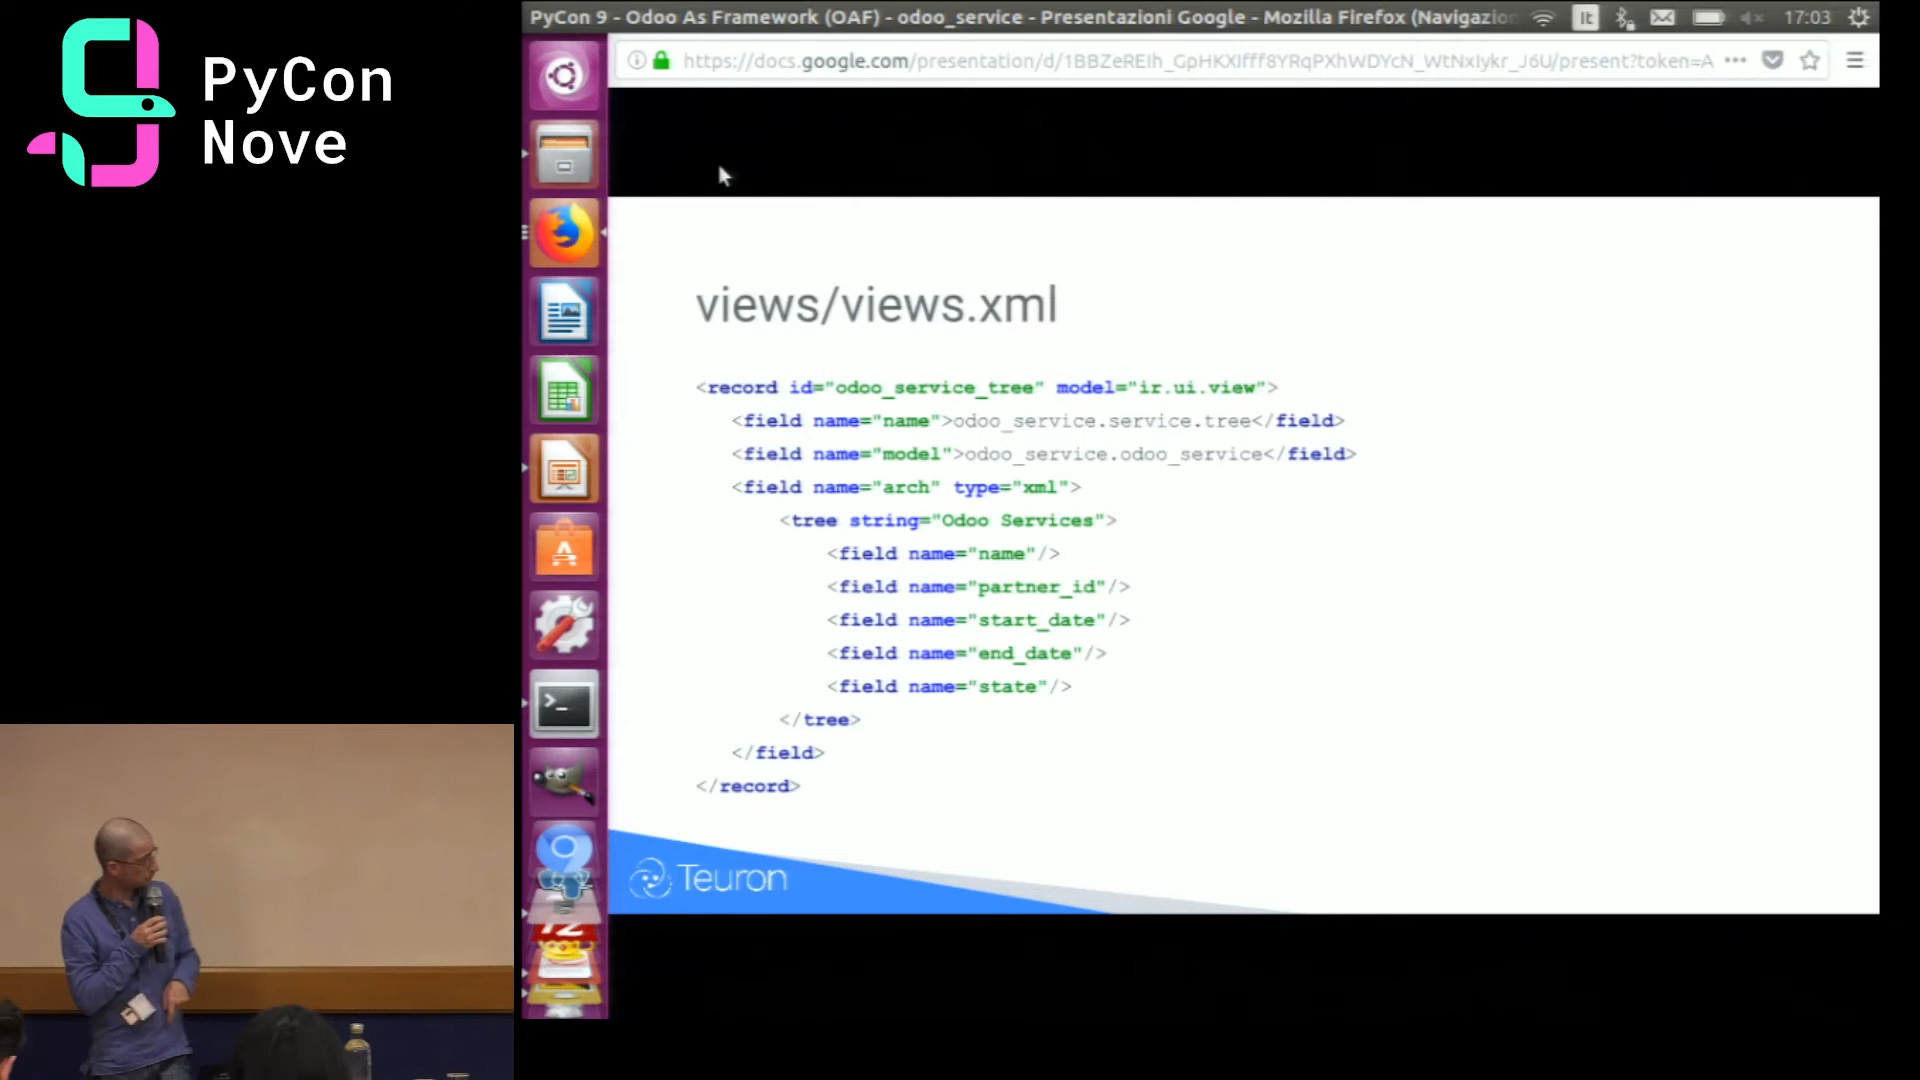 PyCon
Nove
PyCon 9 - Odoo As Framework (OAF) - odoo_service - Presentazioni Google - Mozilla Firefox (Navigazio
It
17:03
https://docs.google.com/presentation/d/1BBZeREIh_GpHKXIfff8YRqPXhWDYcN_WtNxIykr_J6U/present?token=A
views/views.xml
<record id="odoo_service_tree" model="ir.ui.view">
<field name="name">odoo_service.service.tree</field>
<field name="model">odoo_service.odoo_service</field>
<field name="arch" type="xml">
<tree string="Odoo Services">
<field name="name"/>
<field name="partner_id"/>
<field name="start_date"/>
<field name="end_date"/>
<field name="state"/>
</tree>
</field>
</record>
Teuron